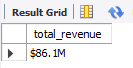 Result Grid
total_revenue
$86.1M